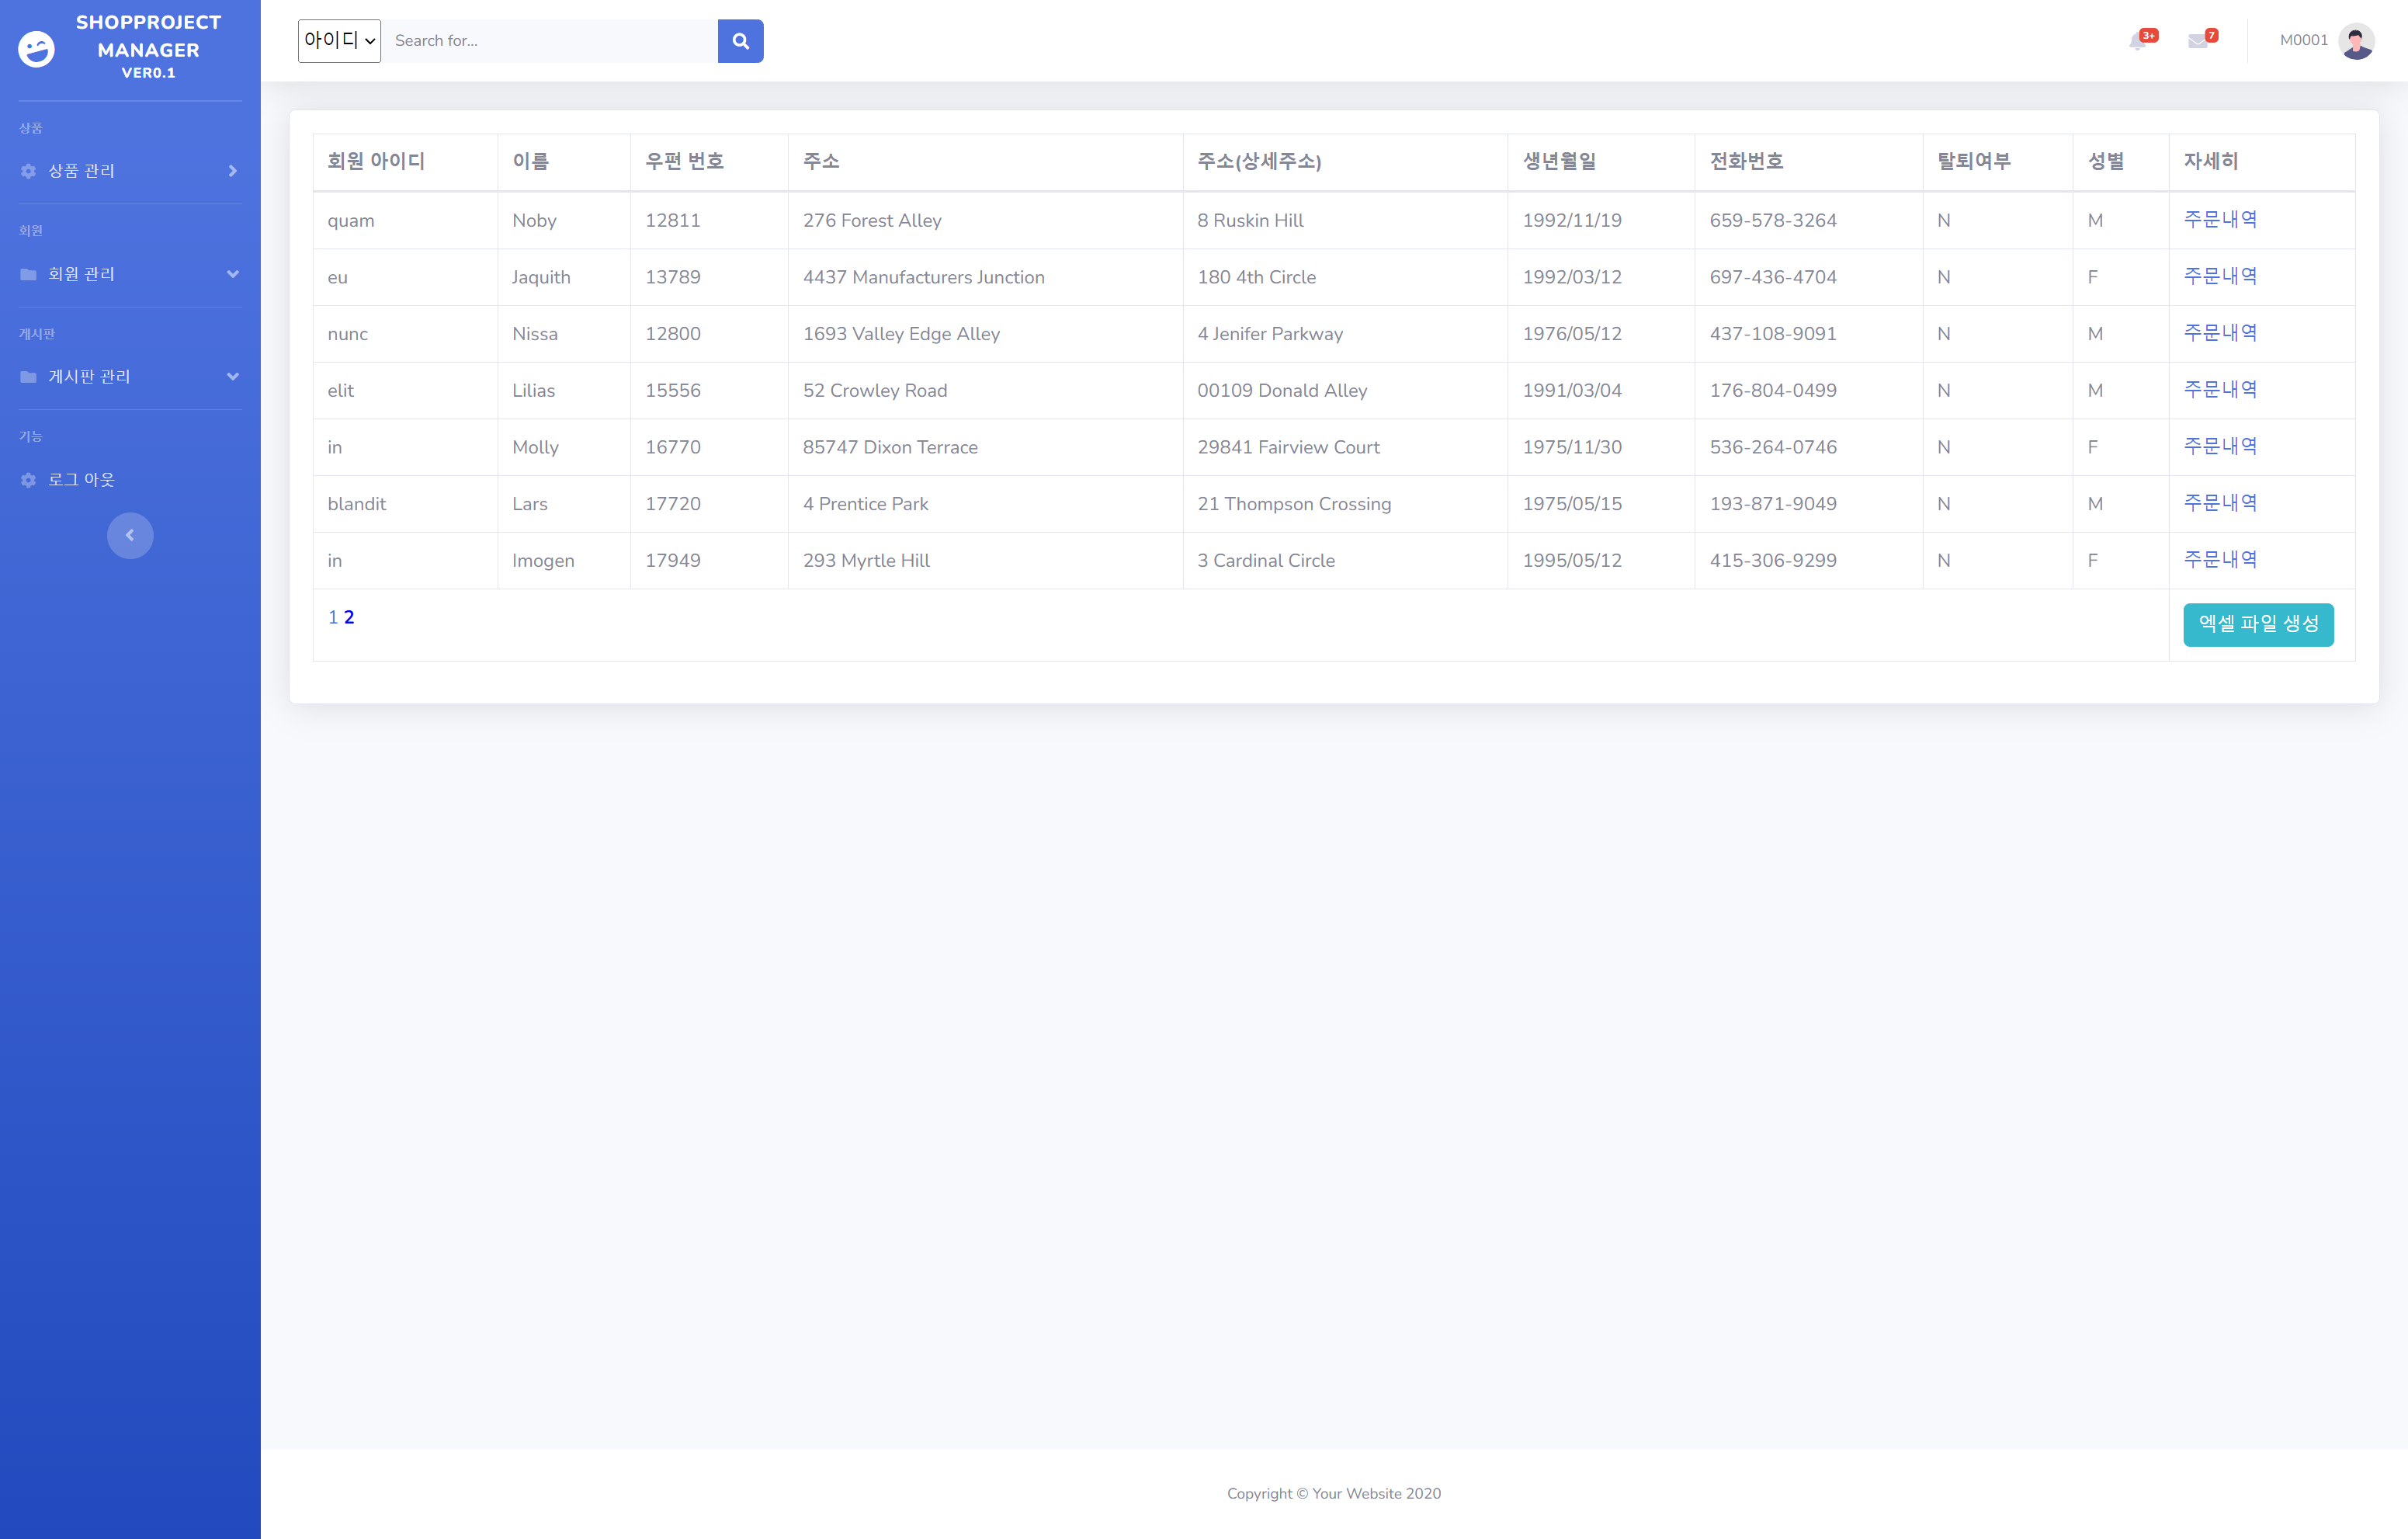 SHOPPROJECT
MANAGER
VER0.1
상품
상품 관리
회원
회원 관리
게시판
게시판 관리
기능
로그 아웃
아이디 Search for... 3+ 7 M0001
회원 아이디 이름 우편 번호 주소 주소(상세주소) 생년월일 전화번호 탈퇴여부 성별 자세히
quam Noby 12811 276 Forest Alley 8 Ruskin Hill 1992/11/19 659-578-3264 N M 주문내역
eu Jaquith 13789 4437 Manufacturers Junction 180 4th Circle 1992/03/12 697-436-4704 N F 주문내역
nunc Nissa 12800 1693 Valley Edge Alley 4 Jenifer Parkway 1976/05/12 437-108-9091 N M 주문내역
elit Lilias 15556 52 Crowley Road 00109 Donald Alley 1991/03/04 176-804-0499 N M 주문내역
in Molly 16770 85747 Dixon Terrace 29841 Fairview Court 1975/11/30 536-264-0746 N F 주문내역
blandit Lars 17720 4 Prentice Park 21 Thompson Crossing 1975/05/15 193-871-9049 N M 주문내역
in Imogen 17949 293 Myrtle Hill 3 Cardinal Circle 1995/05/12 415-306-9299 N F 주문내역
1 2 엑셀 파일 생성
Copyright © Your Website 2020